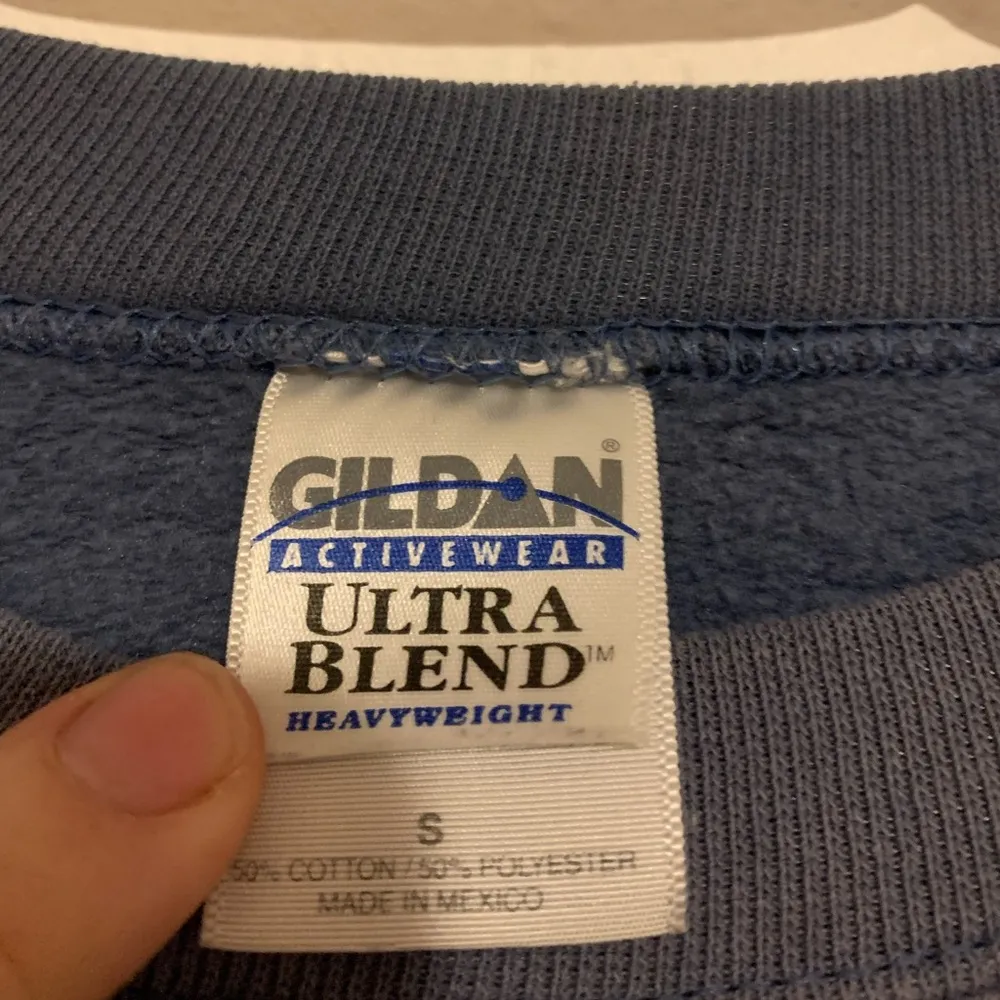 GILDAN®
ACTIVEWEAR
ULTRA
BLEND™
HEAVYWEIGHT
S
50% COTTON / 50% POLYESTER
MADE IN MEXICO